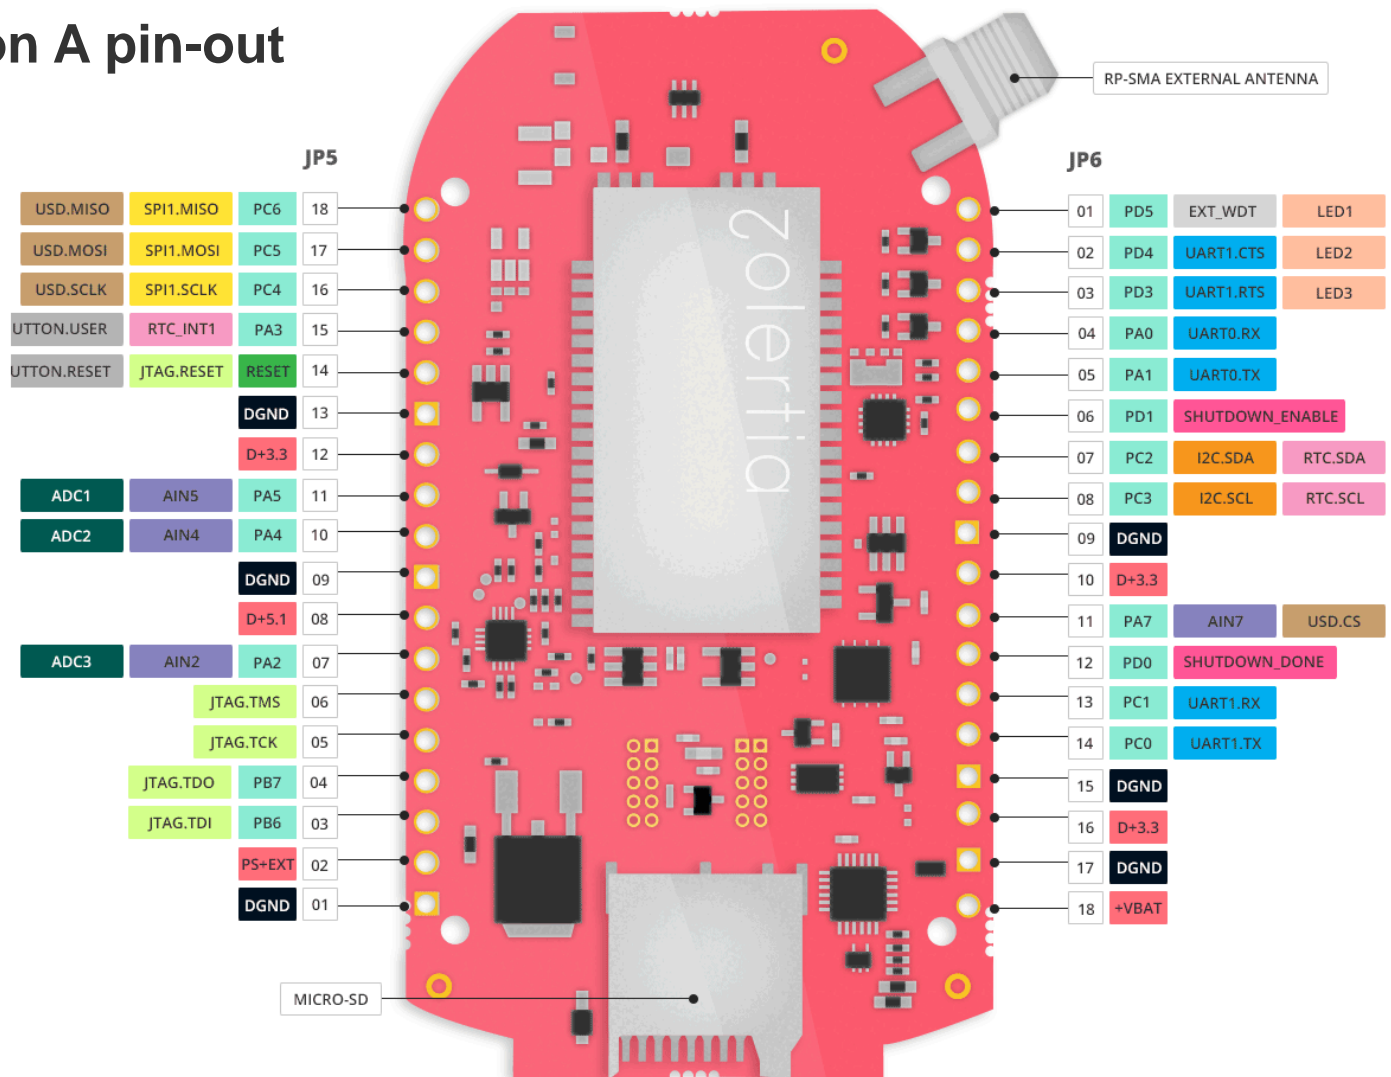 on A pin-out
RP-SMA EXTERNAL ANTENNA
JP5
USD.MISO SPI1.MISO PC6 18
USD.MOSI SPI1.MOSI PC5 17
USD.SCLK SPI1.SCLK PC4 16
UTTON.USER RTC_INT1 PA3 15
UTTON.RESET JTAG.RESET RESET 14
DGND 13
D+3.3 12
ADC1 AIN5 PA5 11
ADC2 AIN4 PA4 10
DGND 09
D+5.1 08
ADC3 AIN2 PA2 07
JTAG.TMS 06
JTAG.TCK 05
JTAG.TDO PB7 04
JTAG.TDI PB6 03
PS+EXT 02
DGND 01
Zolertia
JP6
01 PD5 EXT_WDT LED1
02 PD4 UART1.CTS LED2
03 PD3 UART1.RTS LED3
04 PA0 UART0.RX
05 PA1 UART0.TX
06 PD1 SHUTDOWN_ENABLE
07 PC2 I2C.SDA RTC.SDA
08 PC3 I2C.SCL RTC.SCL
09 DGND
10 D+3.3
11 PA7 AIN7 USD.CS
12 PD0 SHUTDOWN_DONE
13 PC1 UART1.RX
14 PC0 UART1.TX
15 DGND
16 D+3.3
17 DGND
18 +VBAT
MICRO-SD